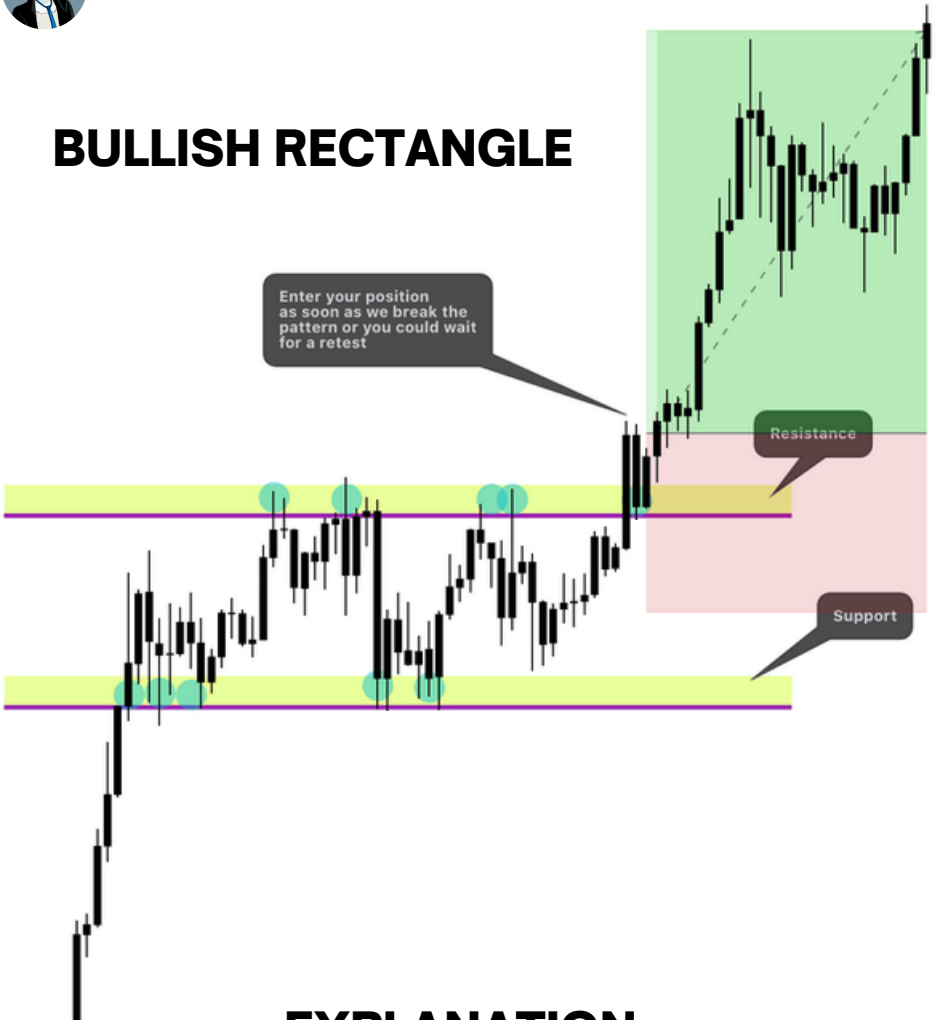 BULLISH RECTANGLE
Enter your position
as soon as we break the
pattern or you could wait
for a retest
Resistance
Support
EXPLANATION